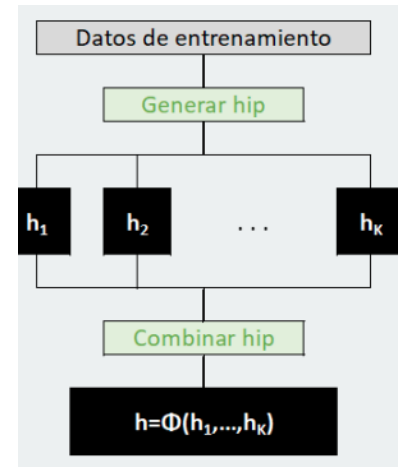 Datos de entrenamiento
Generar hip
h₁ h₂ . . . hₖ
Combinar hip
h=Φ(h₁,...,hₖ)